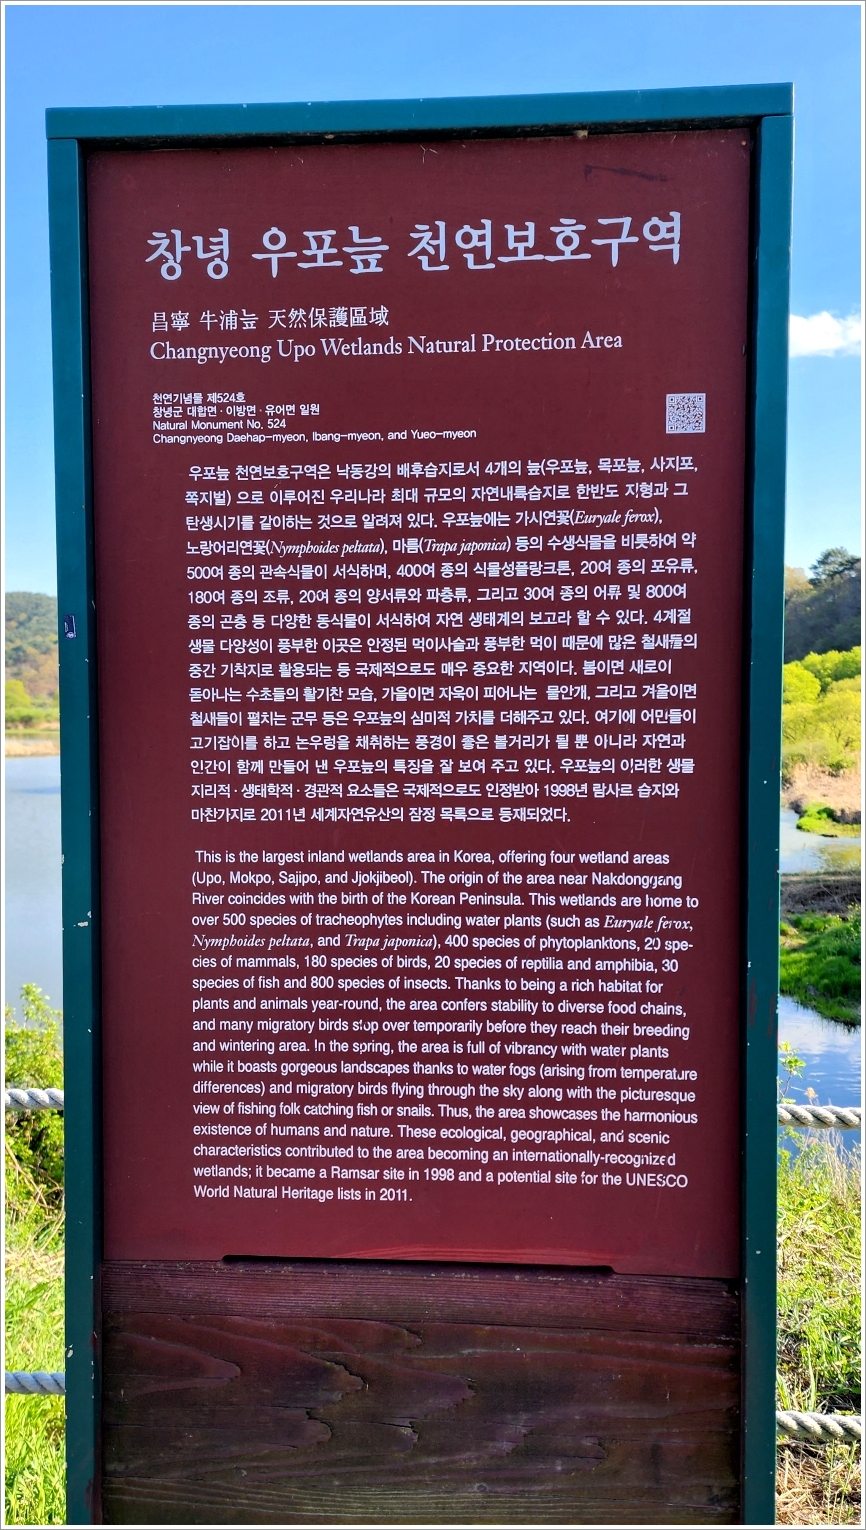 창녕 우포늪 천연보호구역
昌寧 牛浦늪 天然保護區域
Changnyeong Upo Wetlands Natural Protection Area
천연기념물 제524호
창녕군 대합면 · 이방면 · 유어면 일원
Natural Monument No. 524
Changnyeong Daehap-myeon, Ibang-myeon, and Yueo-myeon
우포늪 천연보호구역은 낙동강의 배후습지로서 4개의 늪(우포늪, 목포늪, 사지포,
쪽지벌) 으로 이루어진 우리나라 최대 규모의 자연내륙습지로 한반도 지형과 그
탄생시기를 같이하는 것으로 알려져 있다. 우포늪에는 가시연꽃(Euryale ferox),
노랑어리연꽃(Nymphoides peltata), 마름(Trapa japonica) 등의 수생식물을 비롯하여 약
500여 종의 관속식물이 서식하며, 400여 종의 식물성플랑크톤, 20여 종의 포유류,
180여 종의 조류, 20여 종의 양서류와 파충류, 그리고 30여 종의 어류 및 800여
종의 곤충 등 다양한 동식물이 서식하여 자연 생태계의 보고라 할 수 있다. 4계절
생물 다양성이 풍부한 이곳은 안정된 먹이사슬과 풍부한 먹이 때문에 많은 철새들의
중간 기착지로 활용되는 등 국제적으로도 매우 중요한 지역이다. 봄이면 새로이
돋아나는 수초들의 활기찬 모습, 가을이면 자욱이 피어나는 물안개, 그리고 겨울이면
철새들이 펼치는 군무 등은 우포늪의 심미적 가치를 더해주고 있다. 여기에 어민들이
고기잡이를 하고 논우렁을 채취하는 풍경이 좋은 볼거리가 될 뿐 아니라 자연과
인간이 함께 만들어 낸 우포늪의 특징을 잘 보여 주고 있다. 우포늪의 이러한 생물
지리적 · 생태학적 · 경관적 요소들은 국제적으로도 인정받아 1998년 람사르 습지와
마찬가지로 2011년 세계자연유산의 잠정 목록으로 등재되었다.
This is the largest inland wetlands area in Korea, offering four wetland areas
(Upo, Mokpo, Sajipo, and Jjokjibeol). The origin of the area near Nakdonggang
River coincides with the birth of the Korean Peninsula. This wetlands are home to
over 500 species of tracheophytes including water plants (such as Euryale ferox,
Nymphoides peltata, and Trapa japonica), 400 species of phytoplanktons, 20 spe-
cies of mammals, 180 species of birds, 20 species of reptilia and amphibia, 30
species of fish and 800 species of insects. Thanks to being a rich habitat for
plants and animals year-round, the area confers stability to diverse food chains,
and many migratory birds stop over temporarily before they reach their breeding
and wintering area. In the spring, the area is full of vibrancy with water plants
while it boasts gorgeous landscapes thanks to water fogs (arising from temperature
differences) and migratory birds flying through the sky along with the picturesque
view of fishing folk catching fish or snails. Thus, the area showcases the harmonious
existence of humans and nature. These ecological, geographical, and scenic
characteristics contributed to the area becoming an internationally-recognized
wetlands; it became a Ramsar site in 1998 and a potential site for the UNESCO
World Natural Heritage lists in 2011.